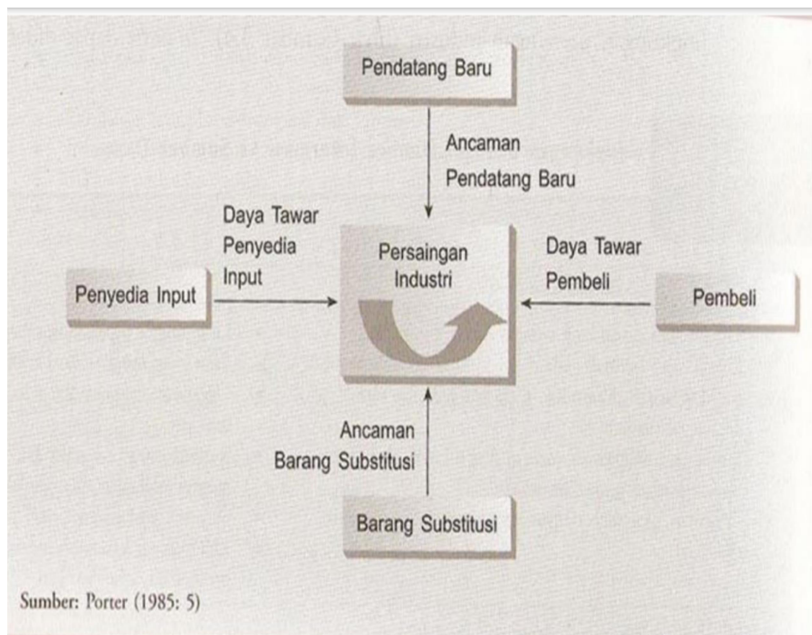 Pendatang Baru
Ancaman
Pendatang Baru
Daya Tawar
Penyedia
Input
Persaingan
Industri
Daya Tawar
Pembeli
Penyedia Input
Pembeli
Ancaman
Barang Substitusi
Barang Substitusi
Sumber: Porter (1985: 5)